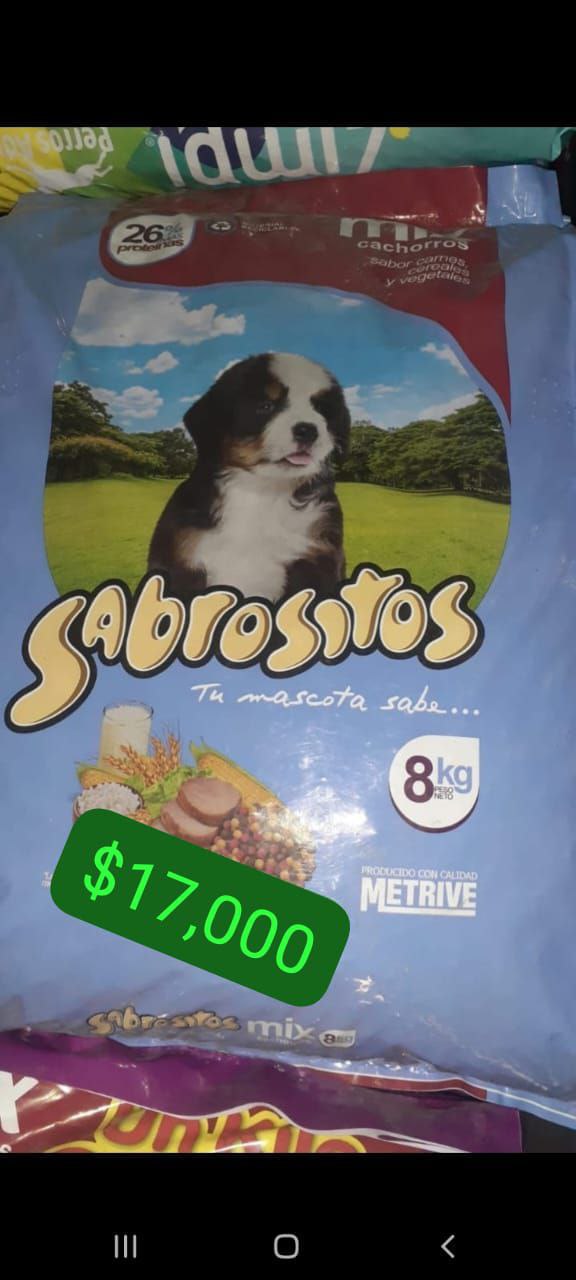 26%
proteinas
mix
cachorros
sabor carnes,
cereales
y vegetales
Sabrositos
Tu mascota sabe...
8kg
PESO
NETO
PRODUCIDO CON CALIDAD
METRIVE
$17,000
Sabrositos mix